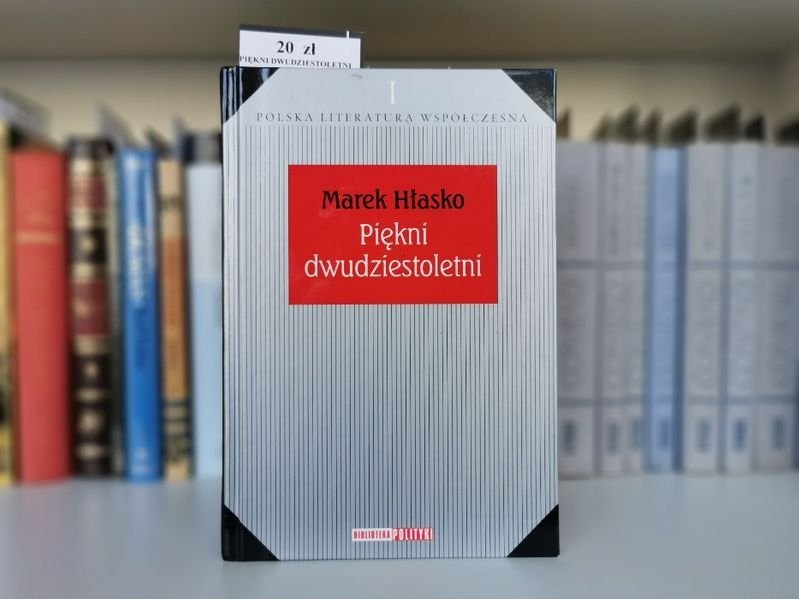 20 zł
PIĘKNI DWUDZIESTOLETNI
I
POLSKA LITERATURA WSPÓŁCZESNA
Marek Hłasko
Piękni
dwudziestoletni
BIBLIOTEKA POLITYKI